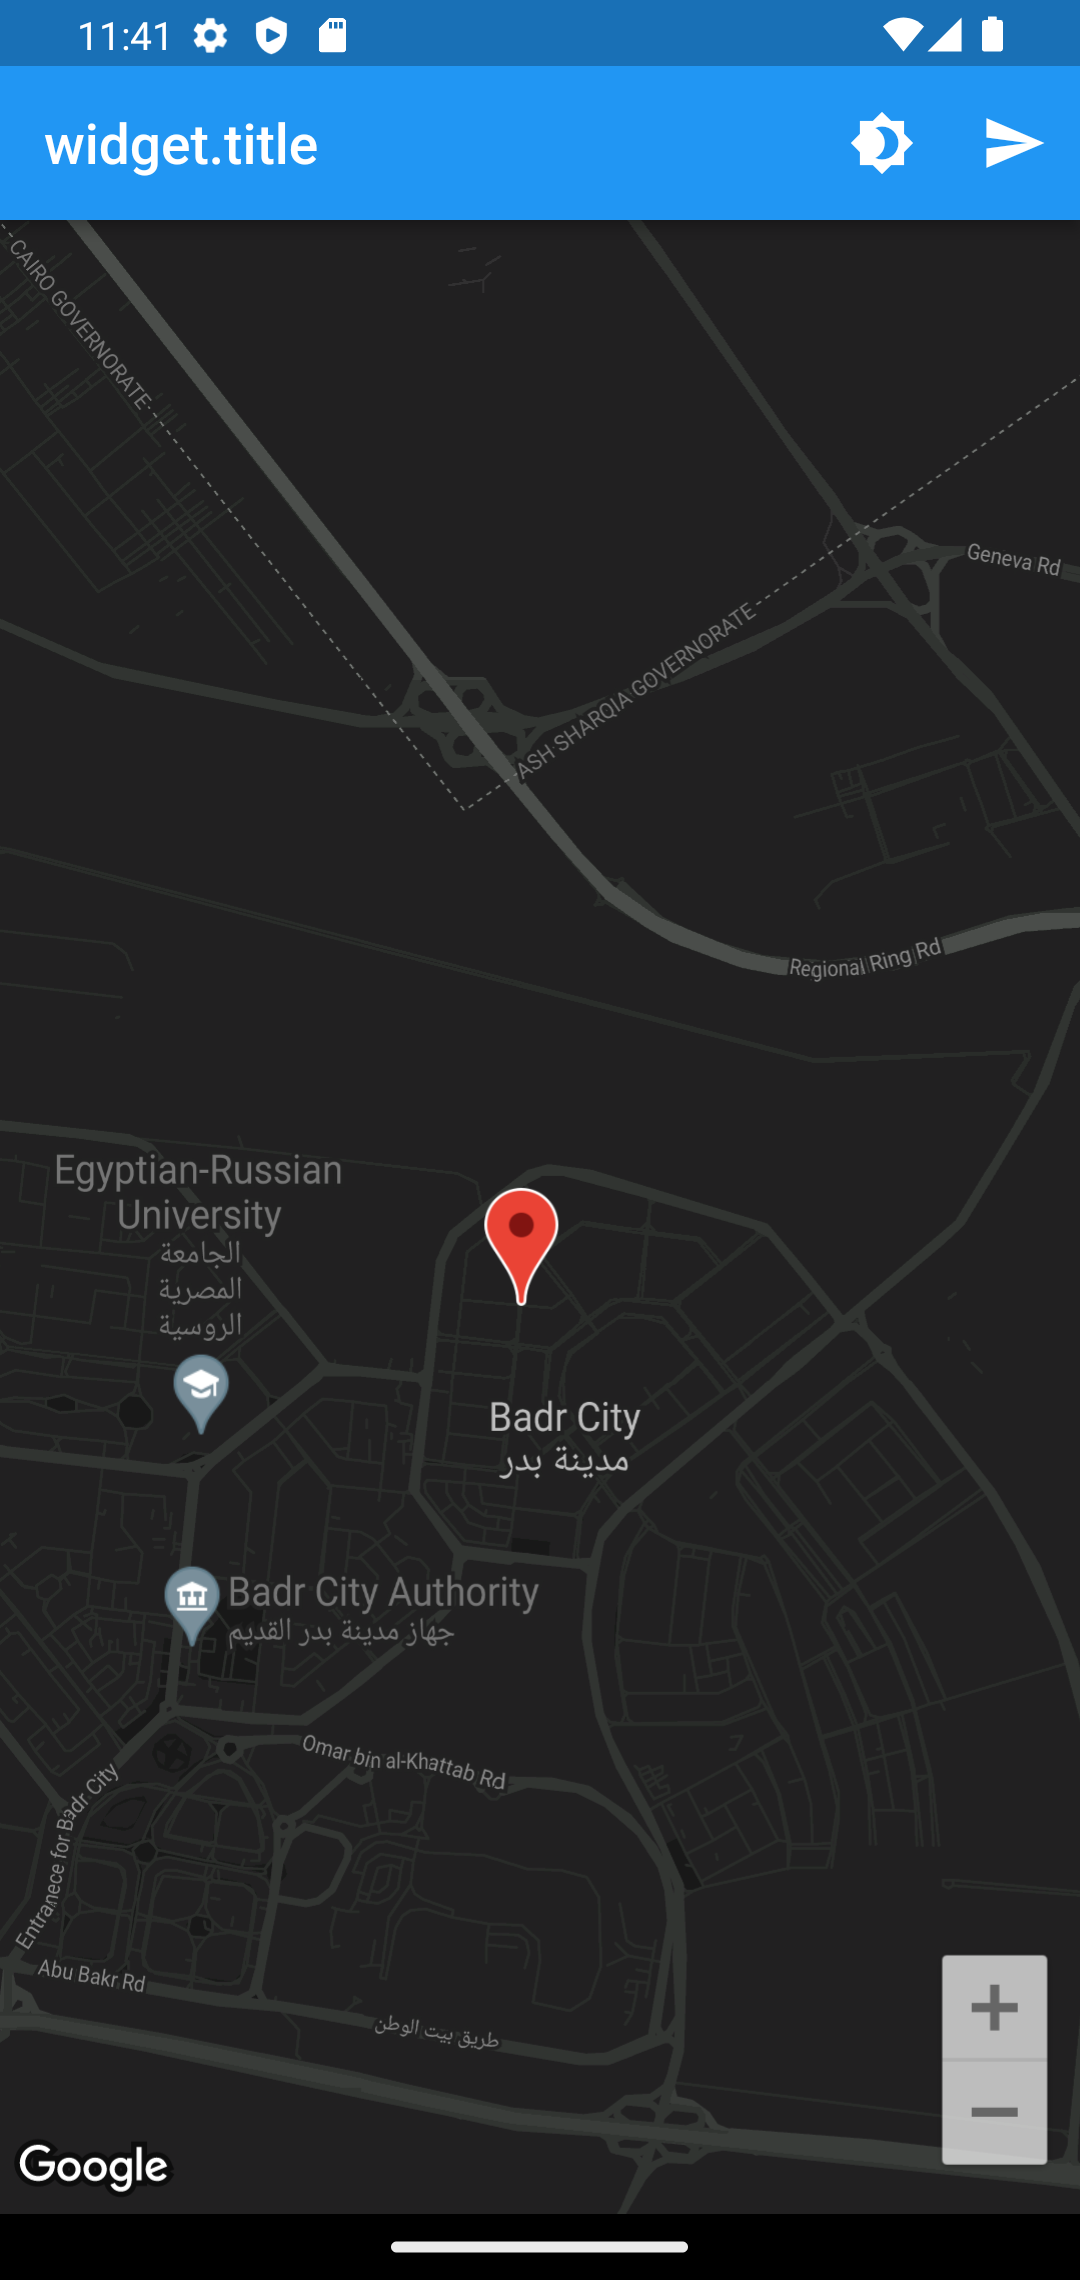 11:41
widget.title
CAIRO GOVERNORATE
Geneva Rd
ASH SHARQIA GOVERNORATE
Regional Ring Rd
Egyptian-Russian
University
الجامعة
المصرية
الروسية
Badr City
مدينة بدر
Badr City Authority
جهاز مدينة بدر القديم
Omar bin al-Khattab Rd
Entranece for Badr City
Abu Bakr Rd
طريق بيت الوطن
Google